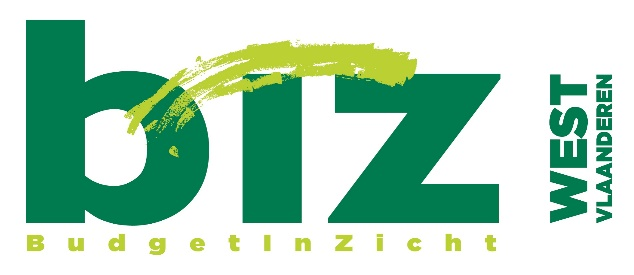 biz
BudgetInZicht
WEST
VLAANDEREN